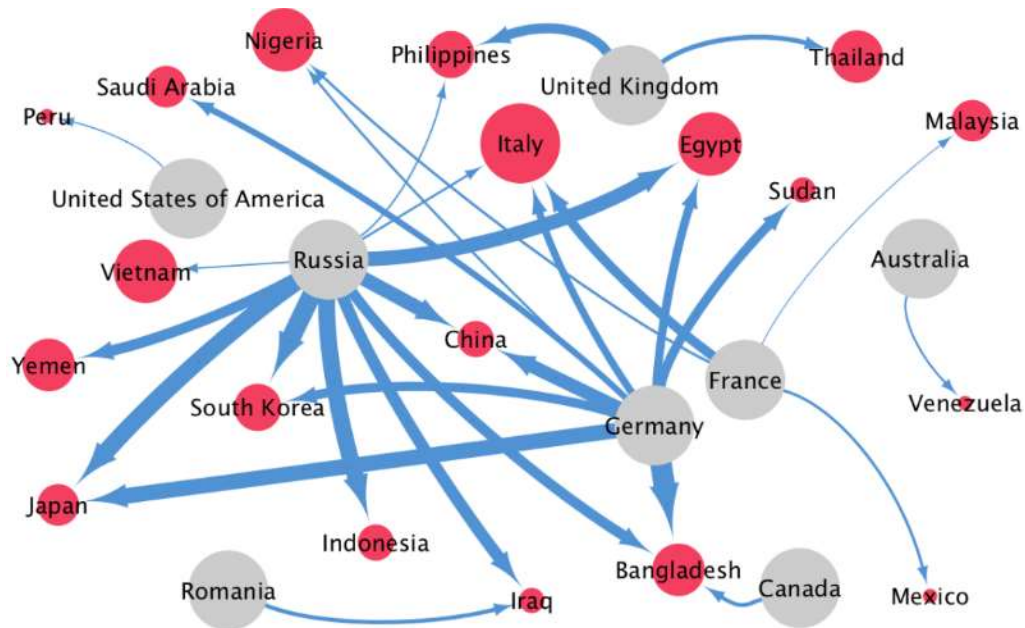 Nigeria
Philippines
Thailand
Saudi Arabia
United Kingdom
Peru
Malaysia
Italy
Egypt
Sudan
United States of America
Russia
Australia
Vietnam
China
Yemen
France
South Korea
Venezuela
Germany
Japan
Indonesia
Bangladesh
Romania
Canada
Iraq
Mexico